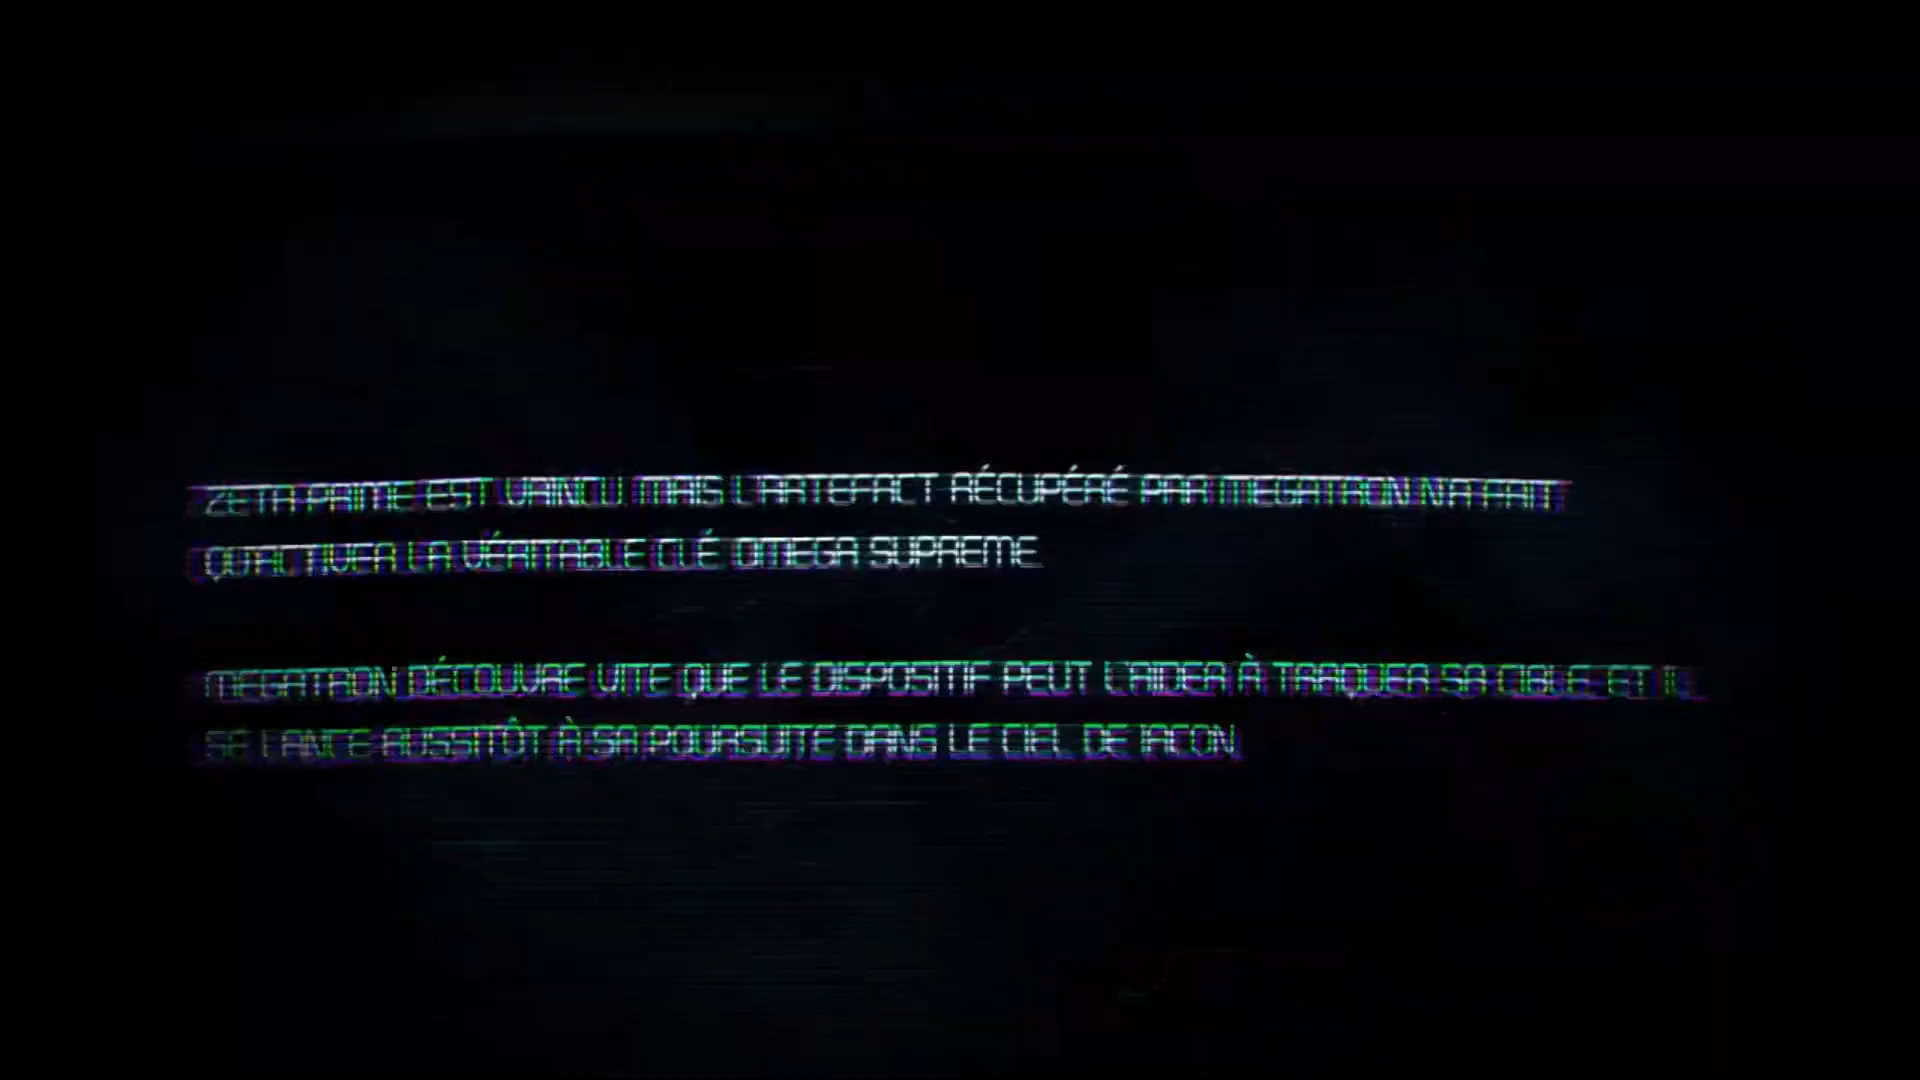 ZETA PRIME EST VAINCU MAIS L'ARTEFACT RÉCUPÉRÉ PAR MEGATRON N'A FAIT
QU'ACTIVER LA VÉRITABLE CLÉ OMEGA SUPREME.
MEGATRON DÉCOUVRE VITE QUE LE DISPOSITIF PEUT L'AIDER À TRAQUER SA CIBLE, ET IL
SE LANCE AUSSITÔT À SA POURSUITE DANS LE CIEL DE IACON.